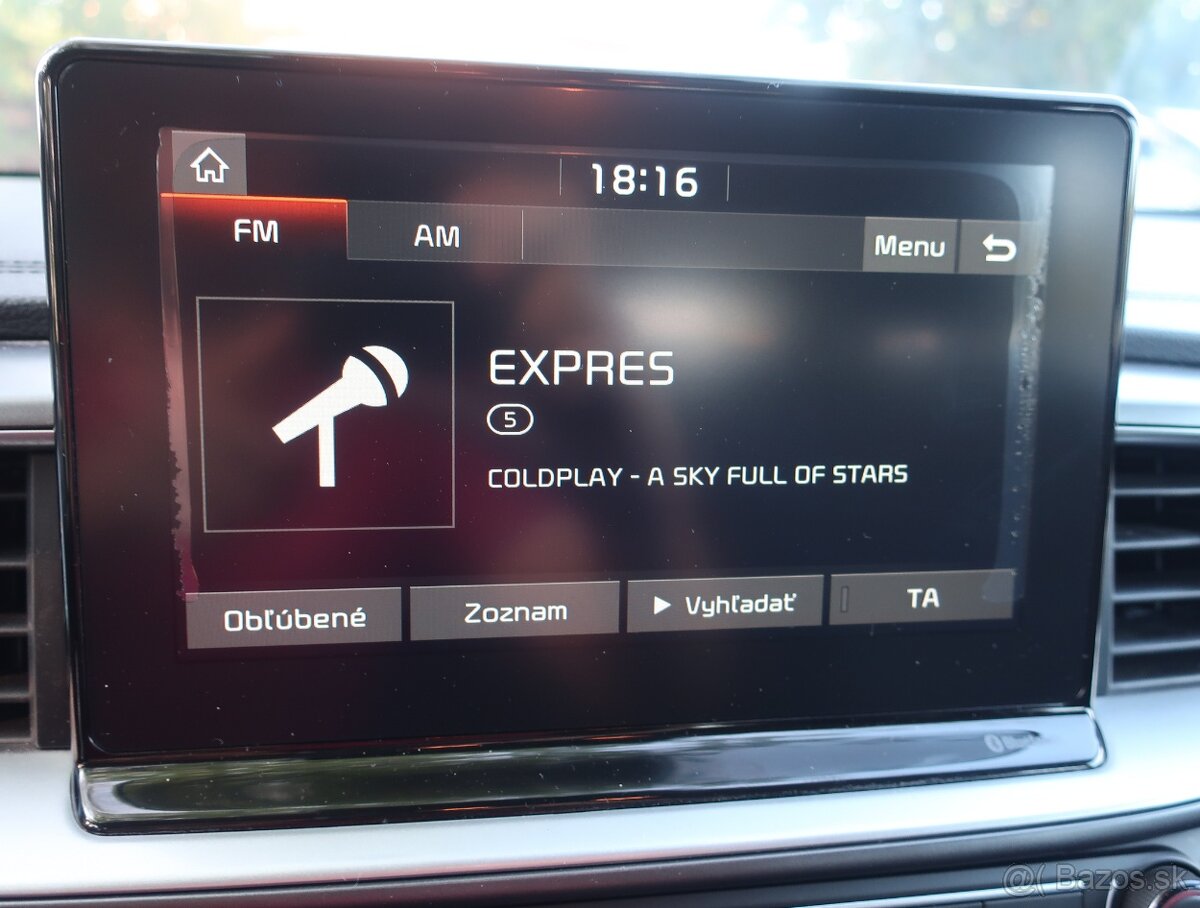 18:16
FM AM Menu
EXPRES
5
COLDPLAY - A SKY FULL OF STARS
Obľúbené Zoznam Vyhľadať TA
@( Bazos.sk